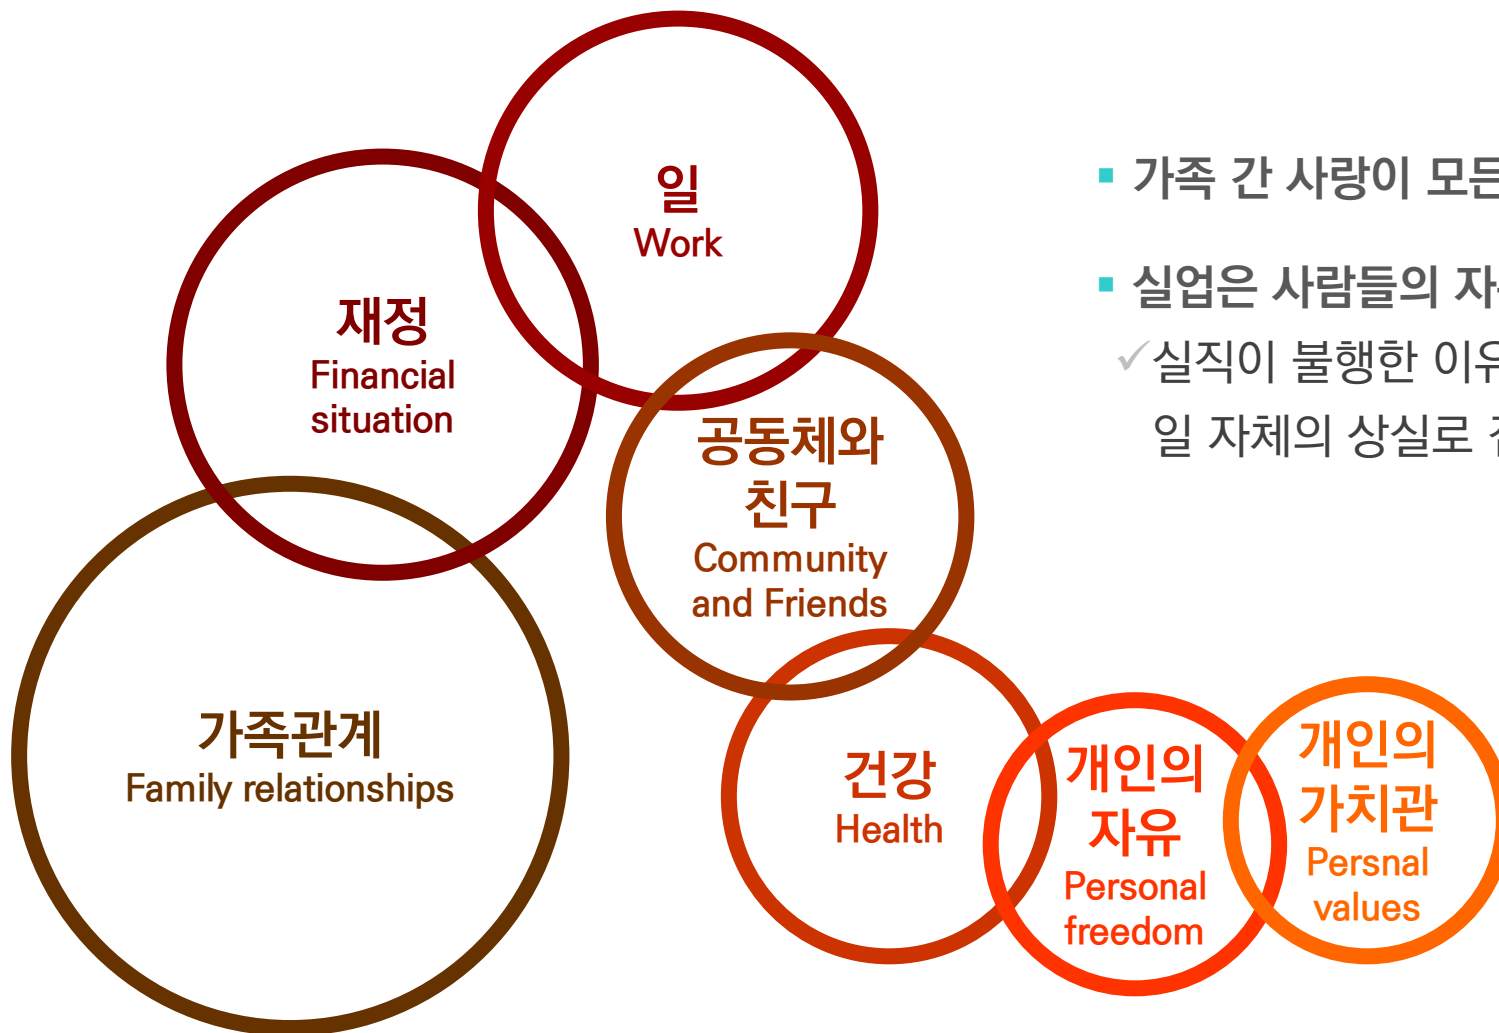 일
Work
재정
Financial
situation
공동체와
친구
Community
and Friends
가족관계
Family relationships
건강
Health
개인의
자유
Personal
freedom
개인의
가치관
Persnal
values
가족 간 사랑이 모든
실업은 사람들의
✓실직이 불행한
일 자체의 상실로